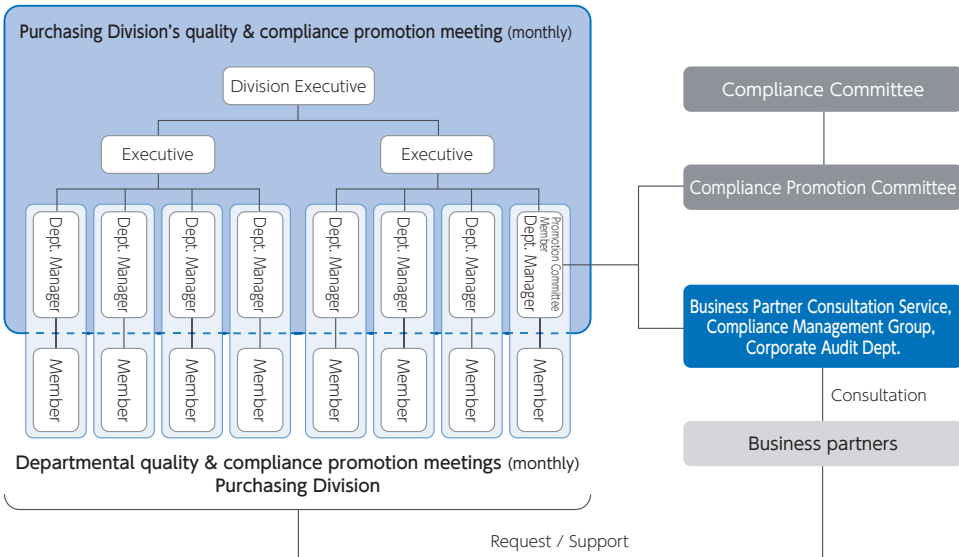 Purchasing Division's quality & compliance promotion meeting (monthly)
Division Executive
Executive
Executive
Dept. Manager
Dept. Manager
Dept. Manager
Dept. Manager
Dept. Manager
Dept. Manager
Dept. Manager
Promotion Committee
Member
Dept. Manager
Member
Member
Member
Member
Member
Member
Member
Member
Departmental quality & compliance promotion meetings (monthly)
Purchasing Division
Compliance Committee
Compliance Promotion Committee
Business Partner Consultation Service,
Compliance Management Group,
Corporate Audit Dept.
Consultation
Business partners
Request / Support